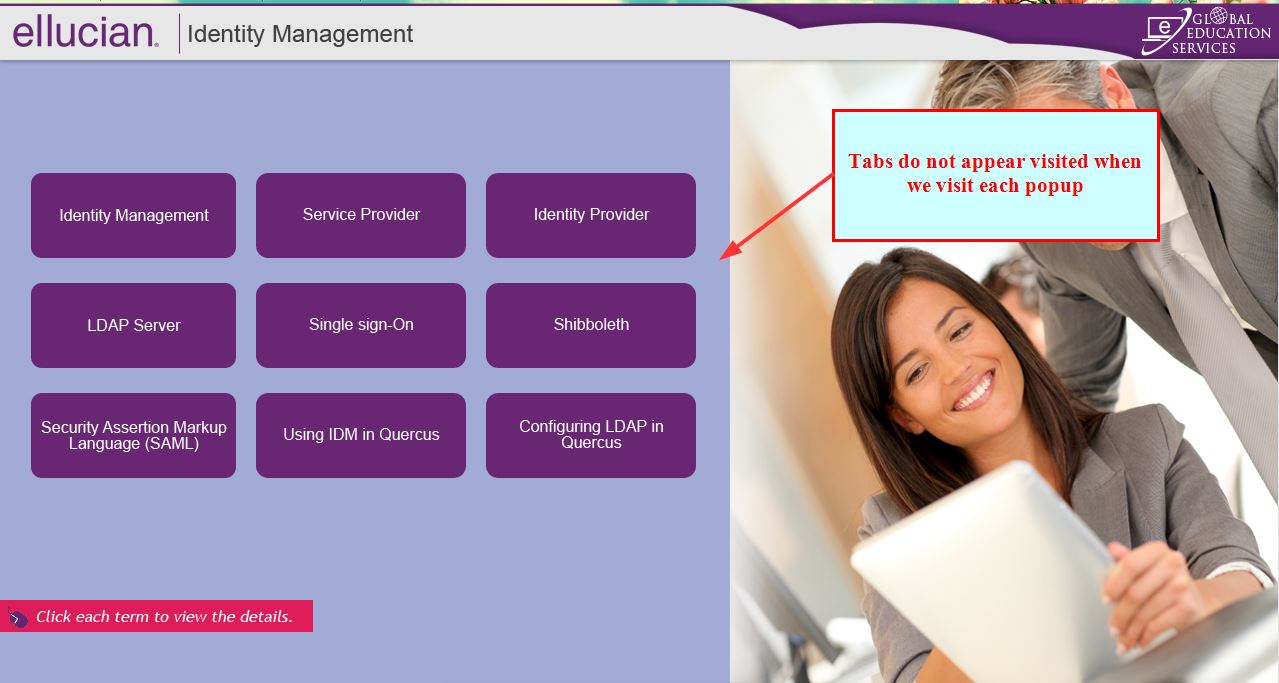 ellucian.
Identity Management
e
GLOBAL
EDUCATION
SERVICES
Tabs do not appear visited when
we visit each popup
Identity Management
Service Provider
Identity Provider
LDAP Server
Single sign-On
Shibboleth
Security Assertion Markup
Language (SAML)
Using IDM in Quercus
Configuring LDAP in
Quercus
Click each term to view the details.